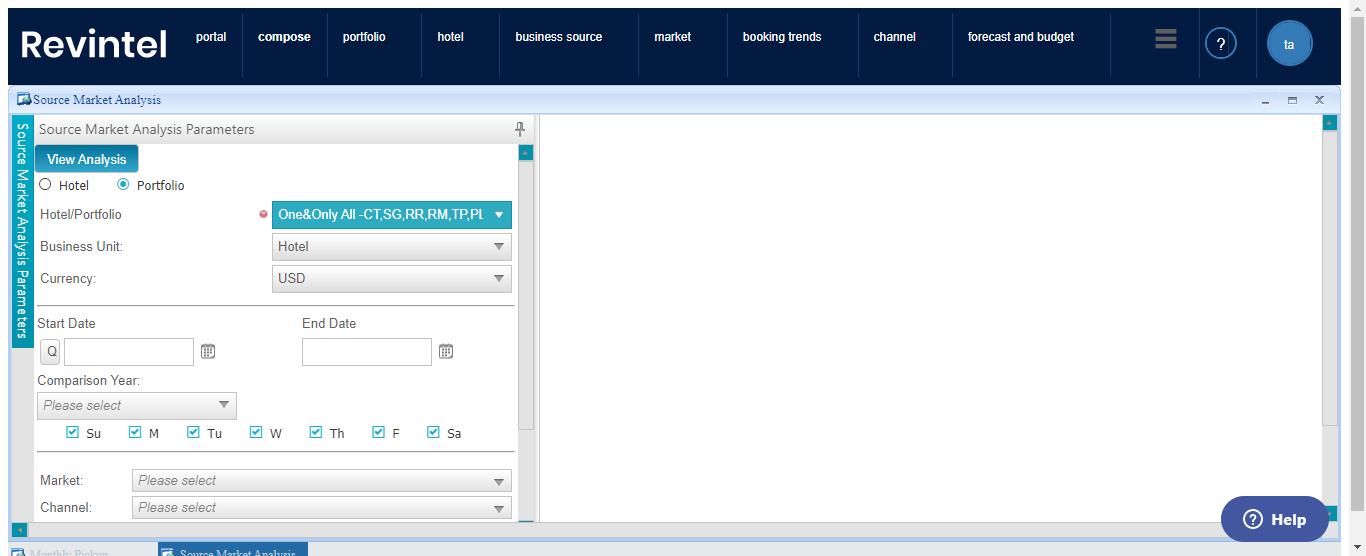 Revintel
portal
compose
portfolio
hotel
business source
market
booking trends
channel
forecast and budget
?
ta
Source Market Analysis
Source Market Analysis Parameters
Source Market Analysis Parameters
View Analysis
Hotel
Portfolio
Hotel/Portfolio
One&Only All -CT,SG,RR,RM,TP,PL
Business Unit:
Hotel
Currency:
USD
Start Date
End Date
Q
Comparison Year:
Please select
Su M Tu W Th F Sa
Market:
Please select
Channel:
Please select
? Help
Monthly Pickup
Source Market Analysis